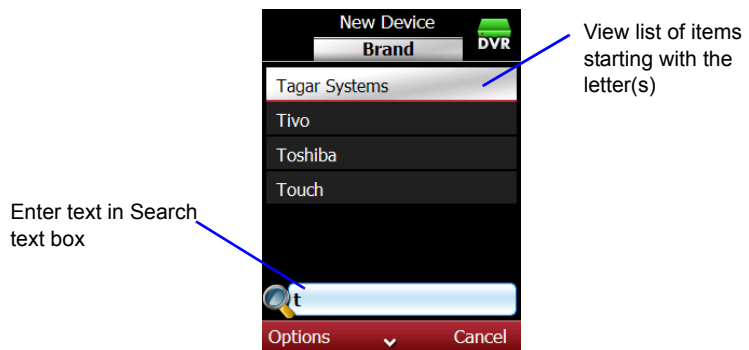 New Device
DVR
Brand
Tagar Systems
Tivo
Toshiba
Touch
t
Options
Cancel
View list of items
starting with the
letter(s)
Enter text in Search
text box